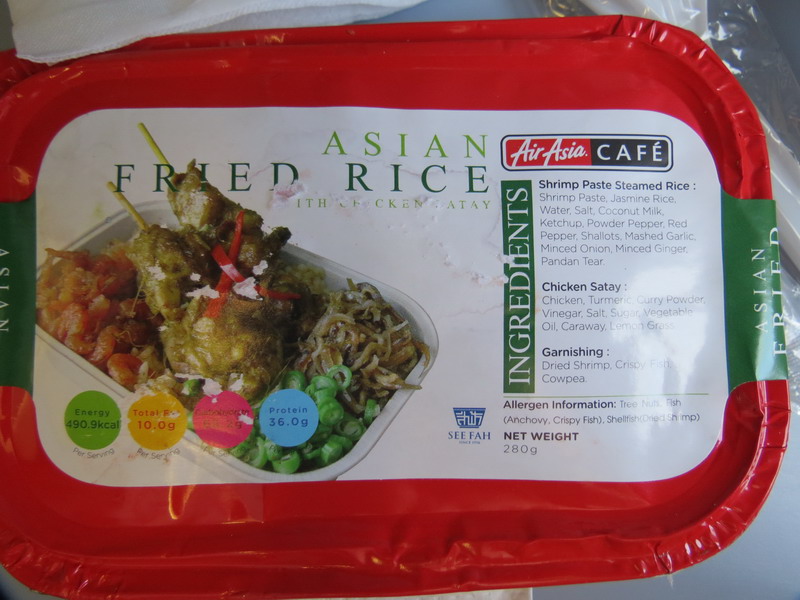 ASIAN
FRIED RICE
ITH CHICKEN SATAY
AirAsia. CAFÉ
INGREDIENTS
Shrimp Paste Steamed Rice :
Shrimp Paste, Jasmine Rice,
Water, Salt, Coconut Milk,
Ketchup, Powder Pepper, Red
Pepper, Shallots, Mashed Garlic,
Minced Onion, Minced Ginger,
Pandan Tear.
Chicken Satay :
Chicken, Turmeric, Curry Powder,
Vinegar, Salt, Sugar, Vegetable
Oil, Caraway, Lemon Grass
Garnishing :
Dried Shrimp, Crispy Fish,
Cowpea.
Allergen Information: Tree Nuts, Fish
(Anchovy, Crispy Fish), Shellfish(Dried Shrimp)
NET WEIGHT
280g
SEE FAH
Energy
490.9kcal
Per Serving
Total Fat
10.0g
Per Serving
Protein
36.0g
ASIAN
ASIAN
FRIED